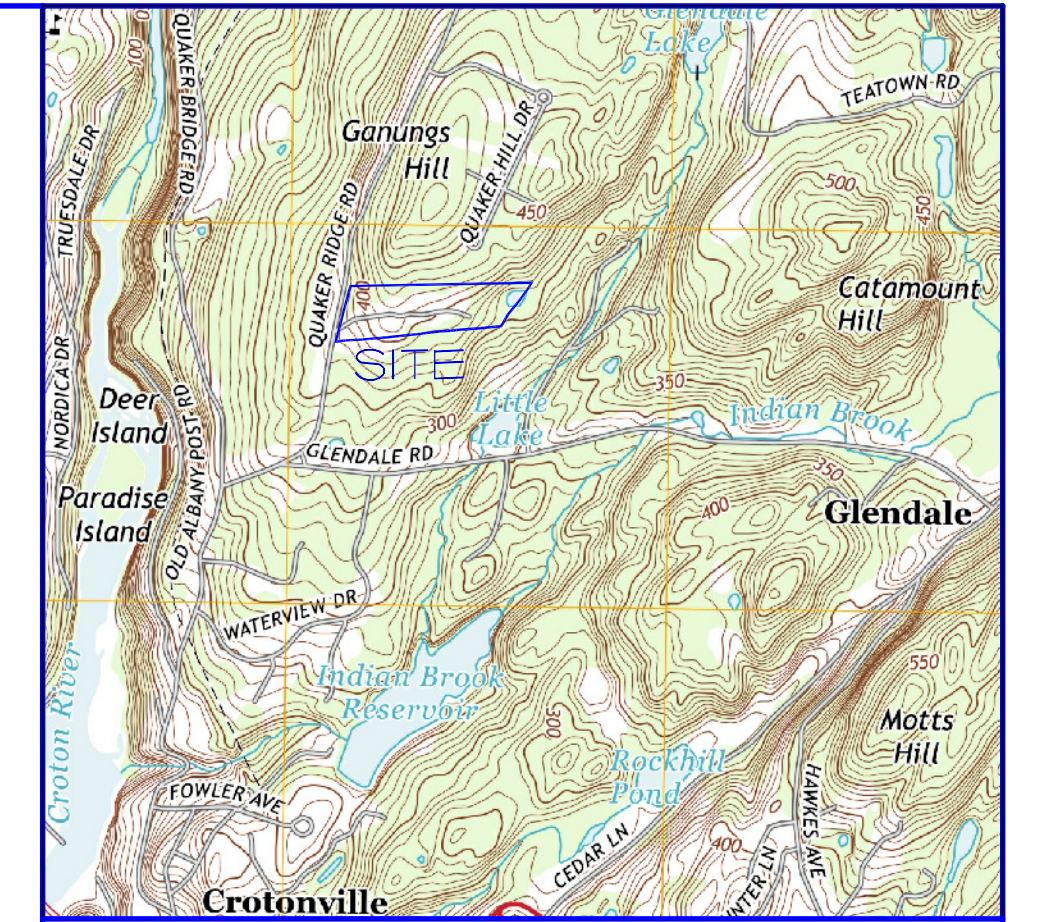 Glendale
Lake
100
QUAKER BRIDGE RD
TEATOWN RD
TRUESDALE DR
Ganungs
Hill
QUAKER HILL DR
500
450
450
QUAKER RIDGE RD
400
Catamount
Hill
SITE
NORDICA DR
Deer
Island
OLD ALBANY POST RD
350
300
Little
Lake
Indian Brook
GLENDALE RD
350
Paradise
Island
400
Glendale
WATERVIEW DR
550
Indian Brook
Reservoir
300
Motts
Hill
Croton River
Rockhill
Pond
FOWLER AVE
HAWKES AVE
CEDAR LN
400
NTER LN
Crotonville